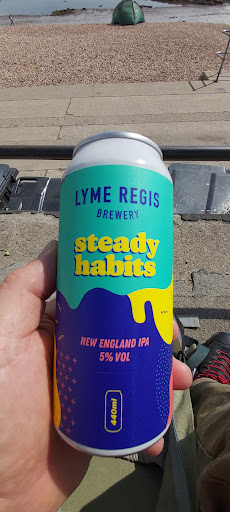 LYME REGIS
BREWERY
steady
habits
NEW ENGLAND IPA
5% VOL
440ml